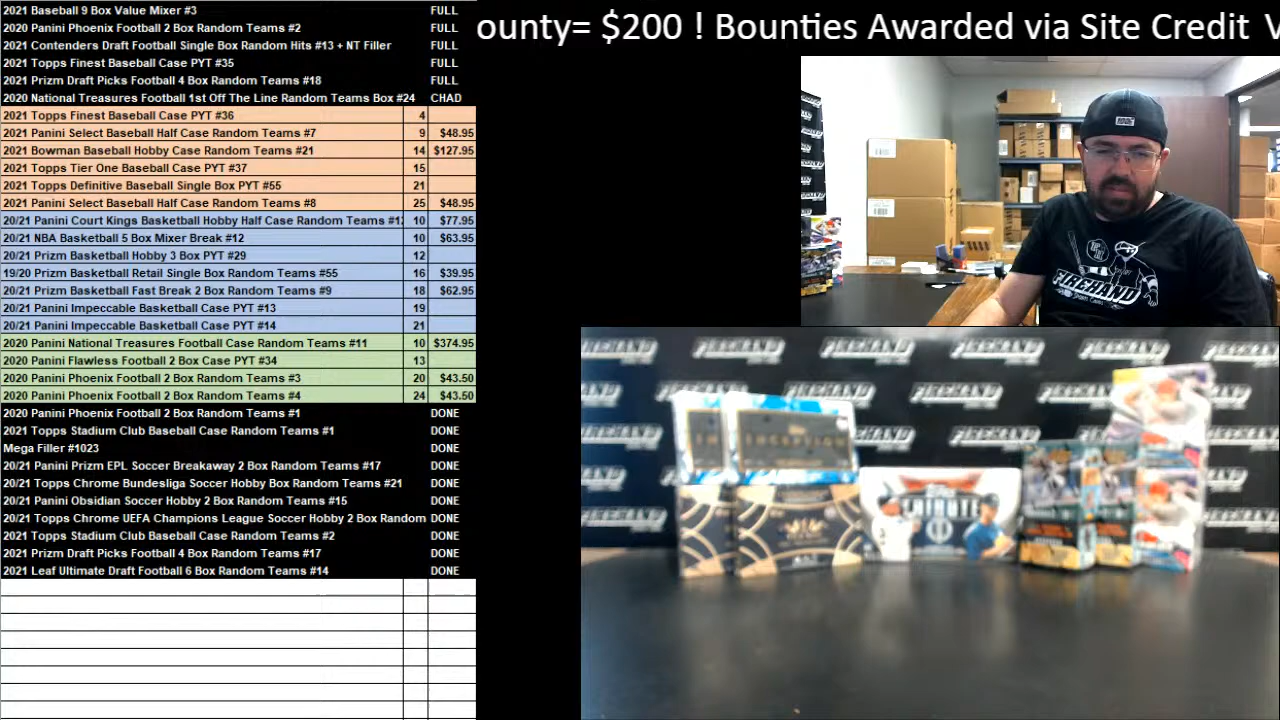 2021 Baseball 9 Box Value Mixer #3 FULL
2020 Panini Phoenix Football 2 Box Random Teams #2 FULL
2021 Contenders Draft Football Single Box Random Hits #13 + NT Filler FULL
2021 Topps Finest Baseball Case PYT #35 FULL
2021 Prizm Draft Picks Football 4 Box Random Teams #18 FULL
2020 National Treasures Football 1st Off The Line Random Teams Box #24 CHAD
2021 Topps Finest Baseball Case PYT #36 4
2021 Panini Select Baseball Half Case Random Teams #7 9 $48.95
2021 Bowman Baseball Hobby Case Random Teams #21 14 $127.95
2021 Topps Tier One Baseball Case PYT #37 15
2021 Topps Definitive Baseball Single Box PYT #55 21
2021 Panini Select Baseball Half Case Random Teams #8 25 $48.95
20/21 Panini Court Kings Basketball Hobby Half Case Random Teams 10 $77.95
20/21 NBA Basketball 5 Box Mixer Break #12 10 $63.95
20/21 Prizm Basketball Hobby 3 Box PYT #29 12
19/20 Prizm Basketball Retail Single Box Random Teams #55 16 $39.95
20/21 Prizm Basketball Fast Break 2 Box Random Teams #9 18 $62.95
20/21 Panini Impeccable Basketball Case PYT #13 19
20/21 Panini Impeccable Basketball Case PYT #14 21
2020 Panini National Treasures Football Case Random Teams #11 10 $374.95
2020 Panini Flawless Football 2 Box Case PYT #34 13
2020 Panini Phoenix Football 2 Box Random Teams #3 20 $43.50
2020 Panini Phoenix Football 2 Box Random Teams #4 24 $43.50
2020 Panini Phoenix Football 2 Box Random Teams #1 DONE
2021 Topps Stadium Club Baseball Case Random Teams #1 DONE
Mega Filler #1023 DONE
20/21 Panini Prizm EPL Soccer Breakaway 2 Box Random Teams #17 DONE
20/21 Topps Chrome Bundesliga Soccer Hobby Box Random Teams #21 DONE
20/21 Panini Obsidian Soccer Hobby 2 Box Random Teams #15 DONE
20/21 Topps Chrome UEFA Champions League Soccer Hobby 2 Box Random DONE
2021 Topps Stadium Club Baseball Case Random Teams #2 DONE
2021 Prizm Draft Picks Football 4 Box Random Teams #17 DONE
2021 Leaf Ultimate Draft Football 6 Box Random Teams #14 DONE
ounty= $200 ! Bounties Awarded via Site Credit V
FIREHAND
FIREHAND
FIREHAND
FIREHAND
INCEPTION
TRIBUTE